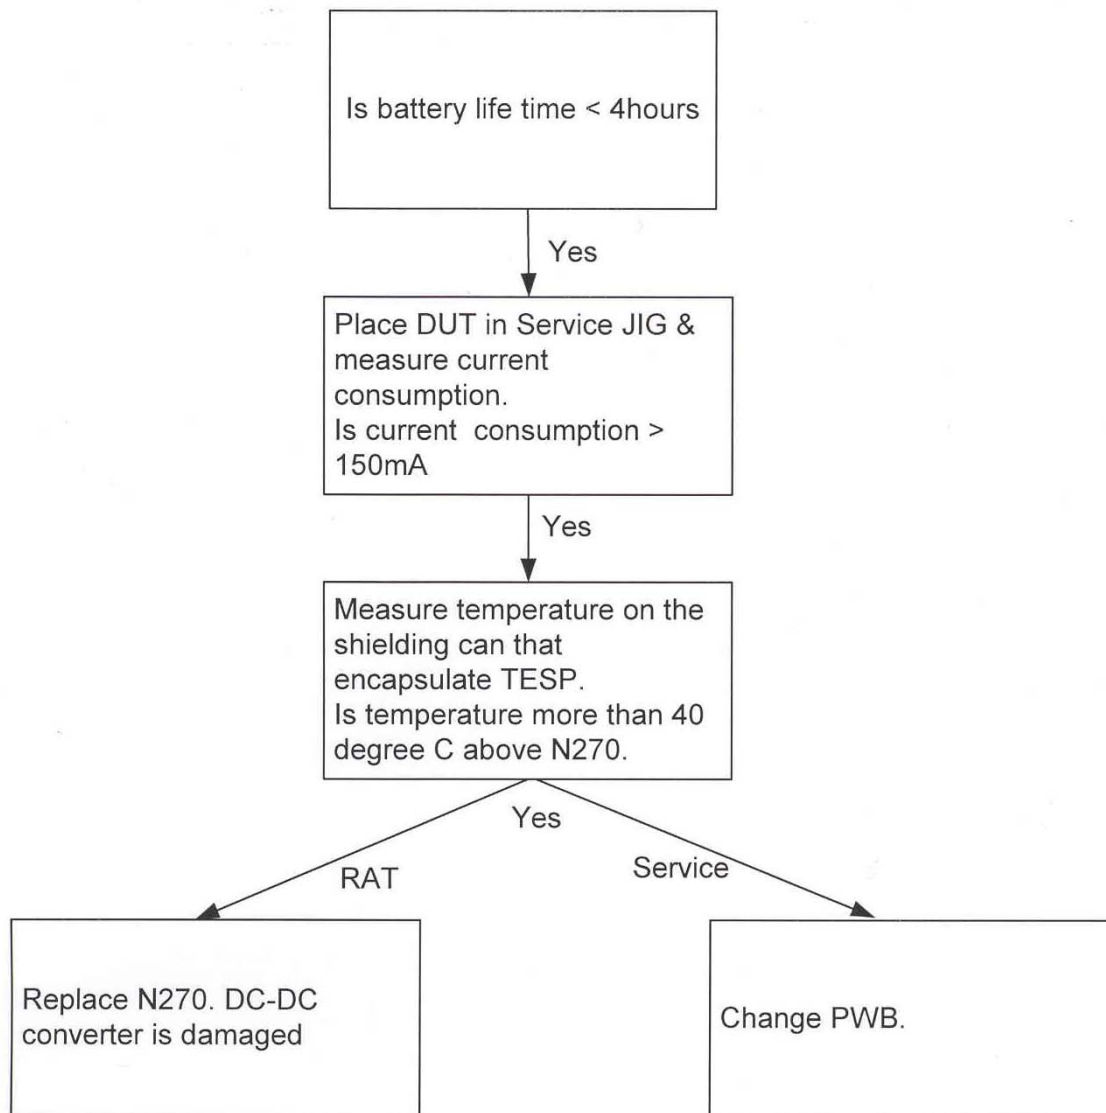 Is battery life time < 4hours
Yes
Place DUT in Service JIG &
measure current
consumption.
Is current  consumption >
150mA
Yes
Measure temperature on the
shielding can that
encapsulate TESP.
Is temperature more than 40
degree C above N270.
Yes
RAT
Service
Replace N270. DC-DC
converter is damaged
Change PWB.